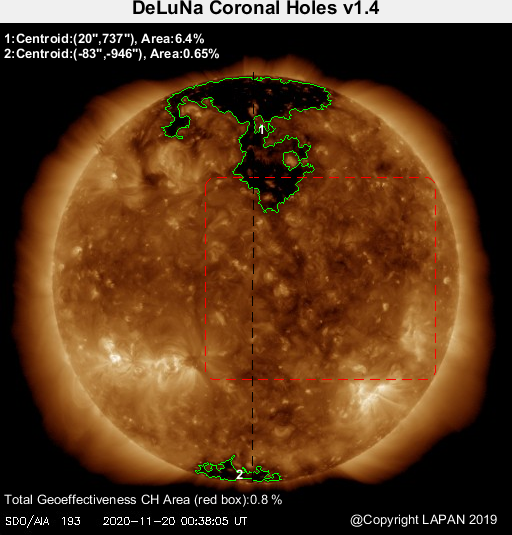 DeLuNa Coronal Holes v1.4
1:Centroid:(20",737"), Area:6.4%
2:Centroid:(-83",-946"), Area:0.65%
1
2
Total Geoeffectiveness CH Area (red box):0.8 %
SDO/AIA 193 2020-11-20 00:38:05 UT
@Copyright LAPAN 2019